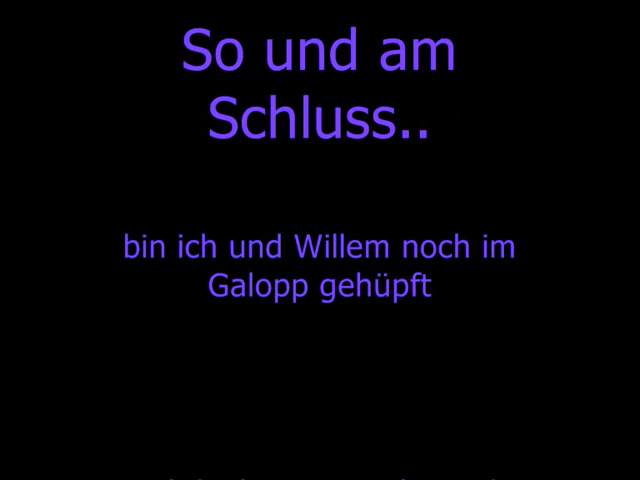 So und am
Schluss..
bin ich und Willem noch im
Galopp gehüpft